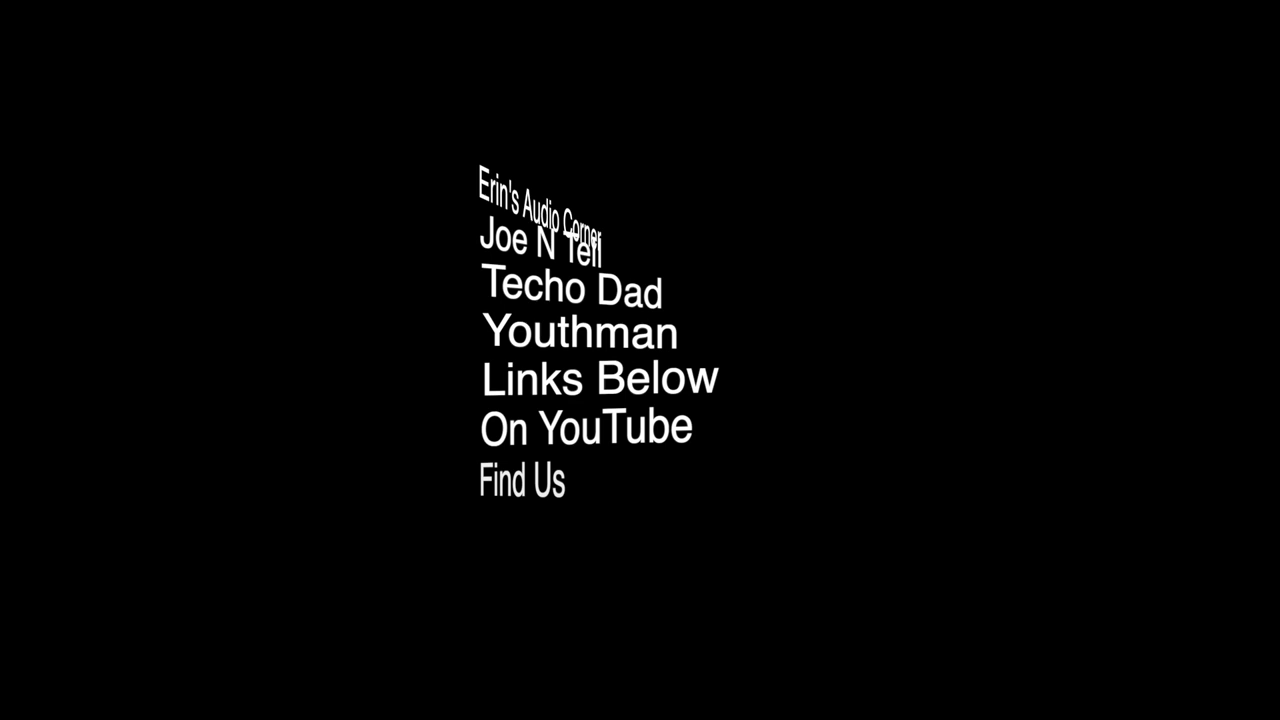 Erin's Audio Corner
Joe N Tell
Techo Dad
Youthman
Links Below
On YouTube
Find Us